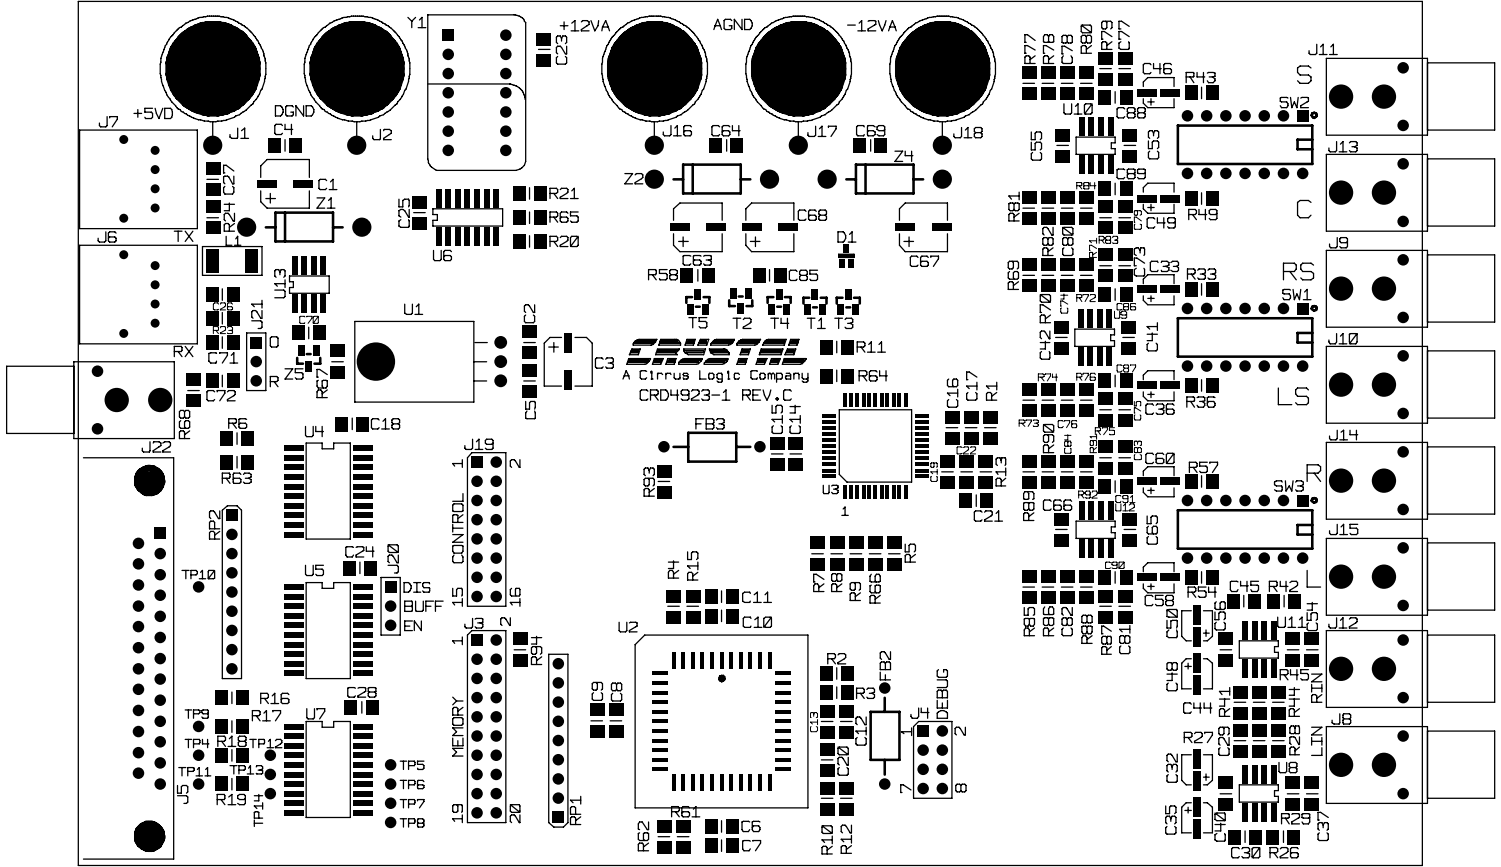 Y1
+12VA
AGND
-12VA
C23
R77
R78
C78
R80
R79
C77
J11
S
C46
R43
SW2
J7
+5VD
DGND
J1
C4
J2
J16
C64
J17
C69
J18
U10
C88
C55
C53
J13
Z2
Z4
C27
C1
R24
Z1
C25
R21
R65
R20
U6
C68
C63
C67
D1
R81
R84
C89
C79
C49
R49
C
R82
C80
R83
J6
TX
L1
U13
J9
RS
R69
R71
C73
C33
R33
SW1
R58
C85
C26
R23
J21
C70
R70
C74
R72
C86
U9
C42
C41
T5
T2
T4
T1
T3
U1
C2
C3
C5
RX
C71
C72
O
R
Z5
R67
R68
CRYSTAL
A Cirrus Logic Company
CRD4923-1 REV.C
R11
R64
J10
LS
R74
R76
C87
C75
C36
R36
R73
C76
R75
C16
C17
R1
J22
R6
R63
U4
C18
J19
1
2
FB3
C15
C14
R93
U3
1
C19
C22
R13
C21
R90
C84
R91
C83
C60
R57
J14
R
R89
R92
C91
U12
C66
C65
SW3
J15
L
RP2
CONTROL
15
16
C24
J20
DIS
BUFF
EN
U5
TP10
R4
R15
C11
C10
R7
R8
R9
R66
R5
C90
C58
R54
R85
R86
C82
R88
R87
C81
C45
R42
C50
C56
U11
C54
J12
J3
1
2
R94
U2
C48
R45
RIN
R16
R17
C28
U7
TP9
R18
TP4
TP12
TP13
TP11
R19
TP14
J5
TP5
TP6
TP7
TP8
MEMORY
19
20
RP1
C9
C8
R2
R3
C13
C12
C20
FB2
J4
DEBUG
1
2
7
8
C44
R41
R44
R27
C29
R28
LIN
J8
C32
U8
C35
C40
R29
C37
R61
R62
C6
C7
R10
R12
C30
R26